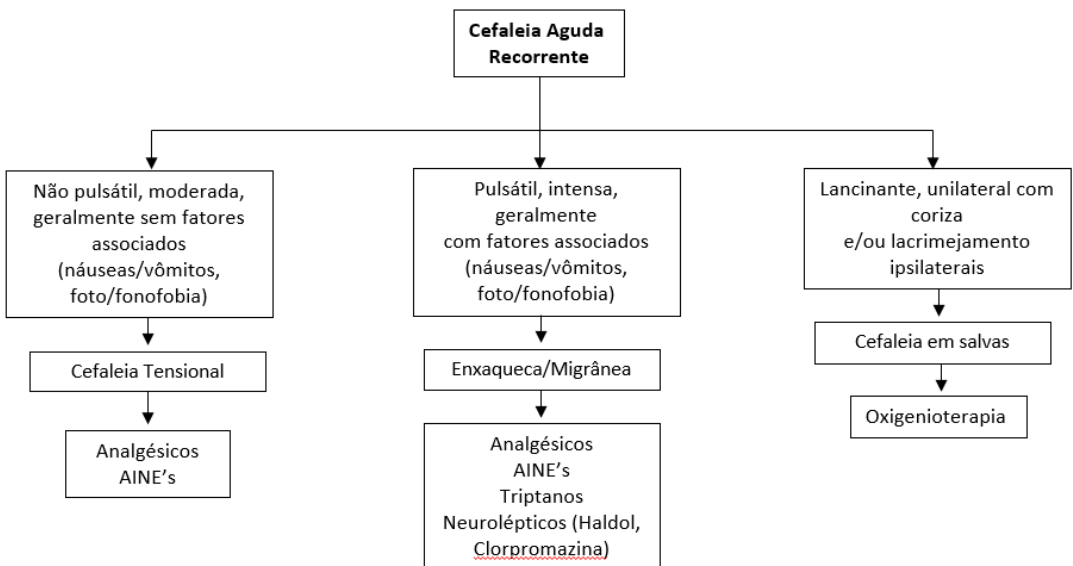 Cefaleia Aguda
Recorrente
Não pulsátil, moderada,
geralmente sem fatores
associados
(náuseas/vômitos,
foto/fonofobia)
Cefaleia Tensional
Analgésicos
AINE’s
Pulsátil, intensa,
geralmente
com fatores associados
(náuseas/vômitos,
foto/fonofobia)
Enxaqueca/Migrânea
Analgésicos
AINE’s
Triptanos
Neurolépticos (Haldol,
Clorpromazina)
Lancinante, unilateral com
coriza
e/ou lacrimejamento
ipsilaterais
Cefaleia em salvas
Oxigenioterapia